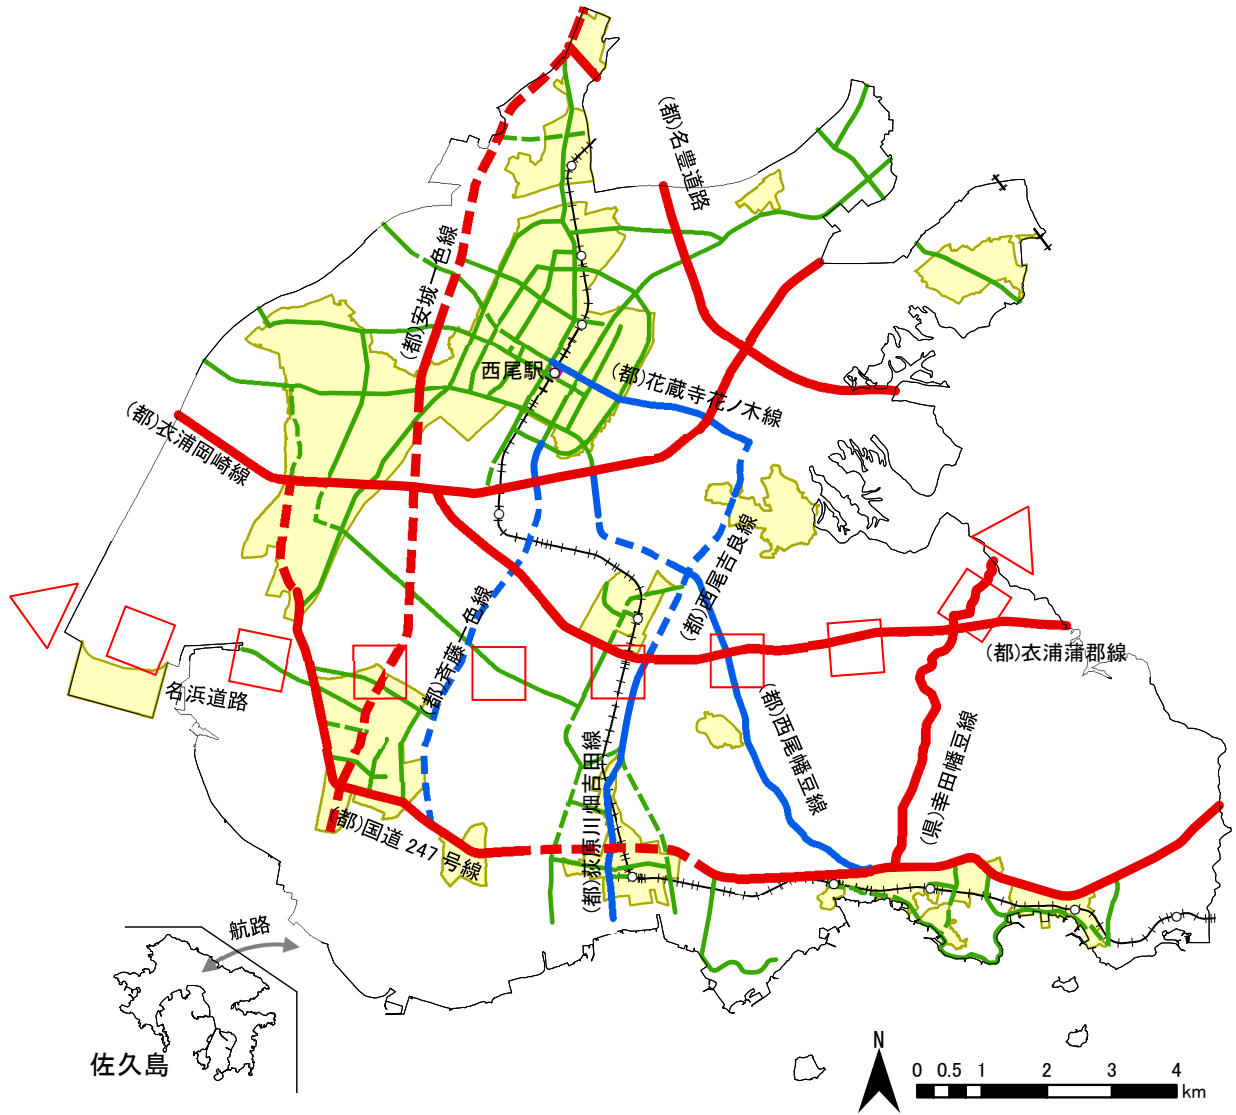 (都)名豊道路
(都)安城一色線
西尾駅
(都)花蔵寺花ノ木線
(都)衣浦岡崎線
(都)西尾吉良線
(都)斉藤一色線
(都)衣浦蒲郡線
名浜道路
(都)西尾幡豆線
(県)幸田幡豆線
(都)荻原川畑吉田線
(都)国道 247 号線
航路
佐久島
N
0 0.5 1 2 3 4
km